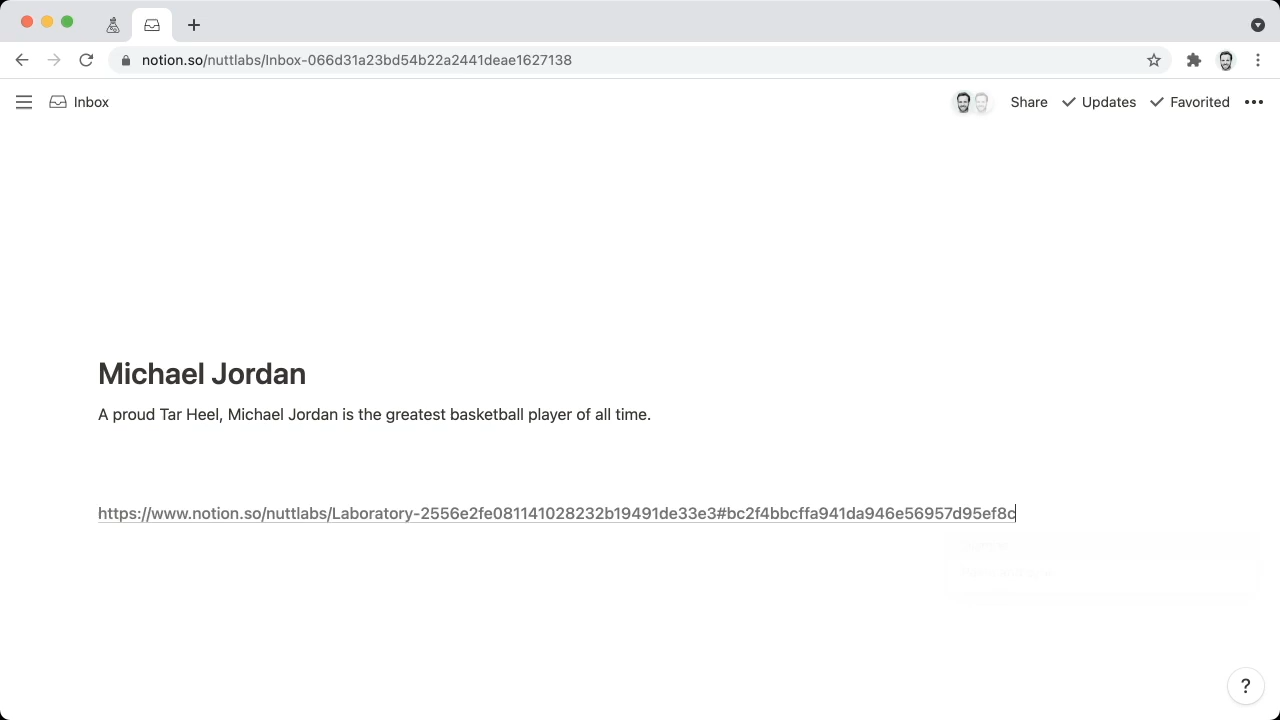 notion.so/nuttlabs/Inbox-066d31a23bd54b22a2441deae1627138
Inbox
Share
Updates
Favorited
Michael Jordan
A proud Tar Heel, Michael Jordan is the greatest basketball player of all time.
https://www.notion.so/nuttlabs/Laboratory-2556e2fe081141028232b19491de33e3#bc2f4bbcffa941da946e56957d95ef8c
?